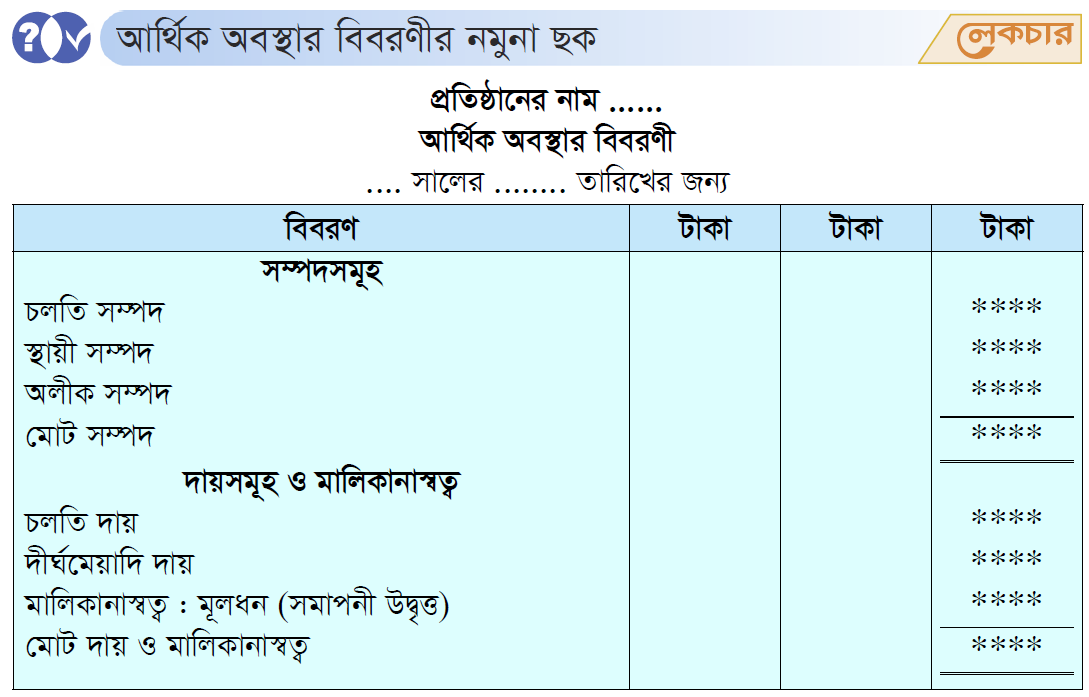 আর্থিক অবস্থার বিবরণীর নমুনা ছক
লেকচার
প্রতিষ্ঠানের নাম ......
আর্থিক অবস্থার বিবরণী
.... সালের ........ তারিখের জন্য
বিবরণ টাকা টাকা টাকা
সম্পদসমূহ
চলতি সম্পদ ****
স্থায়ী সম্পদ ****
অলীক সম্পদ ****
মোট সম্পদ ****
দায়সমূহ ও মালিকানাস্বত্ব
চলতি দায় ****
দীর্ঘমেয়াদি দায় ****
মালিকানাস্বত্ব : মূলধন (সমাপনী উদ্বৃত্ত) ****
মোট দায় ও মালিকানাস্বত্ব ****